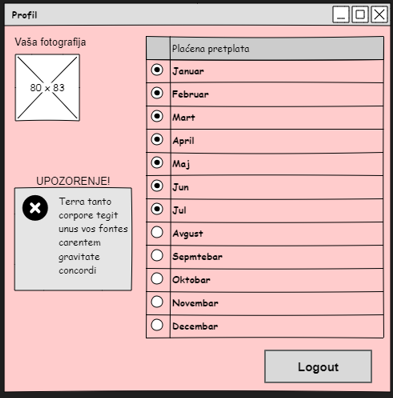 Profil
Vaša fotografija
80 x 83
UPOZORENJE!
Terra tanto
corpore tegit
unus vos fontes
carentem
gravitate
concordi
Plaćena pretplata
Januar
Februar
Mart
April
Maj
Jun
Jul
Avgust
Sepmtebar
Oktobar
Novembar
Decembar
Logout